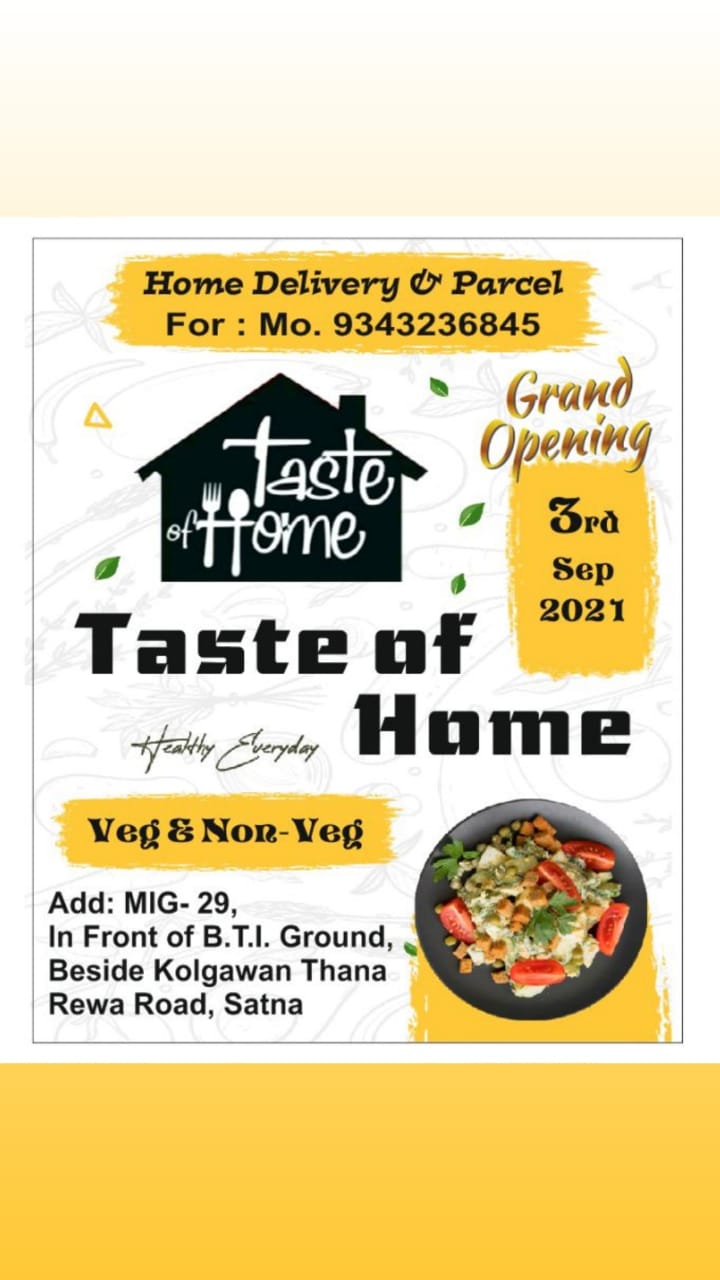 Home Delivery & Parcel
For : Mo. 9343236845
Taste
of Home
Grand
Opening
3rd
Sep
2021
Taste of
Home
Healthy Everyday
Veg & Non-Veg
Add: MIG- 29,
In Front of B.T.I. Ground,
Beside Kolgawan Thana
Rewa Road, Satna